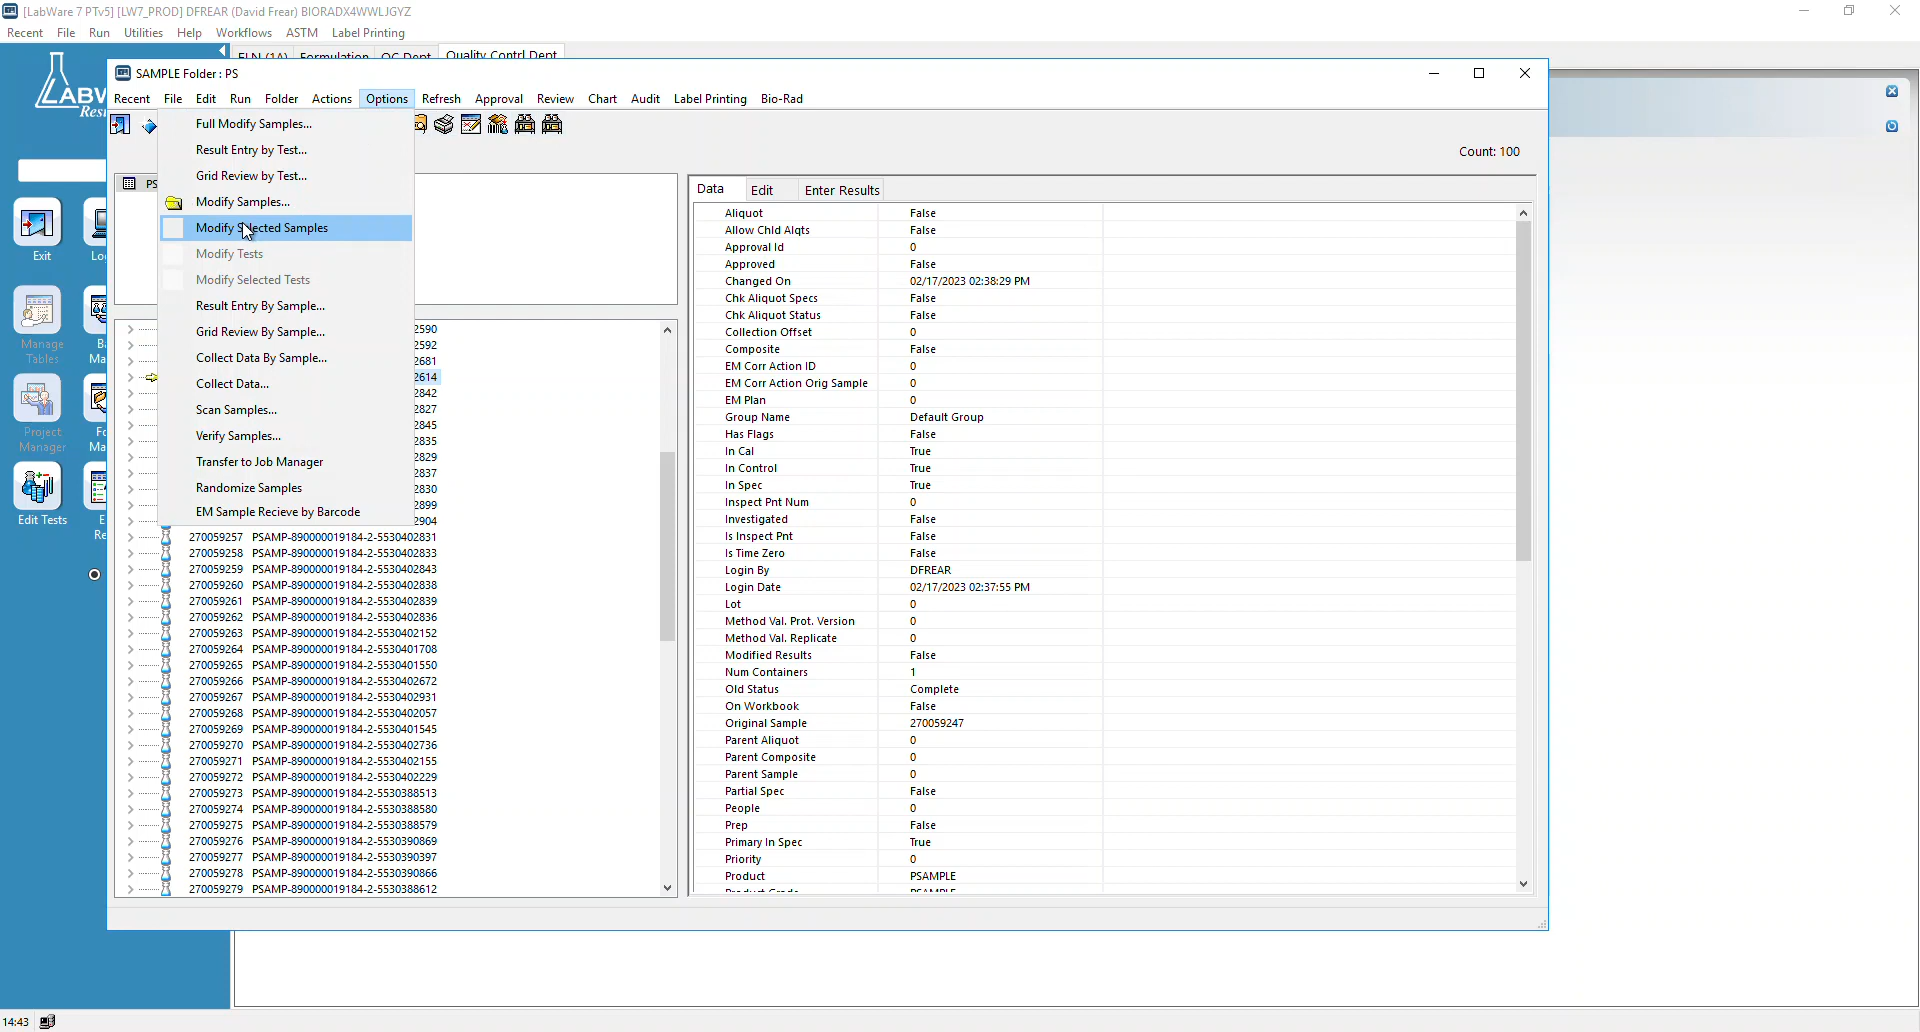 [LabWare 7 PTv5] [LW7_PROD] DFREAR (David Frear) BIORADX4WWLJGYZ
Recent File Run Utilities Help Workflows ASTM Label Printing
Quality Contrl Dept
SAMPLE Folder : PS
Recent File Edit Run Folder Actions Options Refresh Approval Review Chart Audit Label Printing Bio-Rad
Count: 100
PS
Full Modify Samples...
Result Entry by Test...
Grid Review by Test...
Modify Samples...
Modify Selected Samples
Modify Tests
Modify Selected Tests
Result Entry By Sample...
Grid Review By Sample...
Collect Data By Sample...
Collect Data...
Scan Samples...
Verify Samples...
Transfer to Job Manager
Randomize Samples
EM Sample Recieve by Barcode
Exit
Manage
Tables
Project
Manager
Edit Tests
2590
2592
2681
2614
2842
2827
2845
2835
2829
2837
2830
2899
2904
270059257 PSAMP-890000019184-2-5530402831
270059258 PSAMP-890000019184-2-5530402833
270059259 PSAMP-890000019184-2-5530402843
270059260 PSAMP-890000019184-2-5530402838
270059261 PSAMP-890000019184-2-5530402839
270059262 PSAMP-890000019184-2-5530402836
270059263 PSAMP-890000019184-2-5530402152
270059264 PSAMP-890000019184-2-5530401708
270059265 PSAMP-890000019184-2-5530401550
270059266 PSAMP-890000019184-2-5530402672
270059267 PSAMP-890000019184-2-5530402931
270059268 PSAMP-890000019184-2-5530402057
270059269 PSAMP-890000019184-2-5530401545
270059270 PSAMP-890000019184-2-5530402736
270059271 PSAMP-890000019184-2-5530402155
270059272 PSAMP-890000019184-2-5530402229
270059273 PSAMP-890000019184-2-5530388513
270059274 PSAMP-890000019184-2-5530388580
270059275 PSAMP-890000019184-2-5530388579
270059276 PSAMP-890000019184-2-5530390869
270059277 PSAMP-890000019184-2-5530390397
270059278 PSAMP-890000019184-2-5530390866
270059279 PSAMP-890000019184-2-5530388612
Data Edit Enter Results
Aliquot False
Allow Chld Alqts False
Approval Id 0
Approved False
Changed On 02/17/2023 02:38:29 PM
Chk Aliquot Specs False
Chk Aliquot Status False
Collection Offset 0
Composite False
EM Corr Action ID 0
EM Corr Action Orig Sample 0
EM Plan 0
Group Name Default Group
Has Flags False
In Cal True
In Control True
In Spec True
Inspect Pnt Num 0
Investigated False
Is Inspect Pnt False
Is Time Zero False
Login By DFREAR
Login Date 02/17/2023 02:37:55 PM
Lot 0
Method Val. Prot. Version 0
Method Val. Replicate 0
Modified Results False
Num Containers 1
Old Status Complete
On Workbook False
Original Sample 270059247
Parent Aliquot 0
Parent Composite 0
Parent Sample 0
Partial Spec False
People 0
Prep False
Primary In Spec True
Priority 0
Product PSAMPLE
14:43